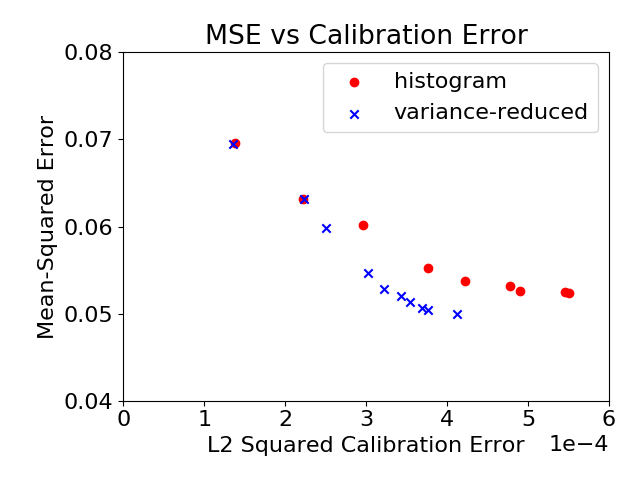 MSE vs Calibration Error
histogram
variance-reduced
Mean-Squared Error
0.08
0.07
0.06
0.05
0.04
0 1 2 3 4 5 6
L2 Squared Calibration Error
1e−4